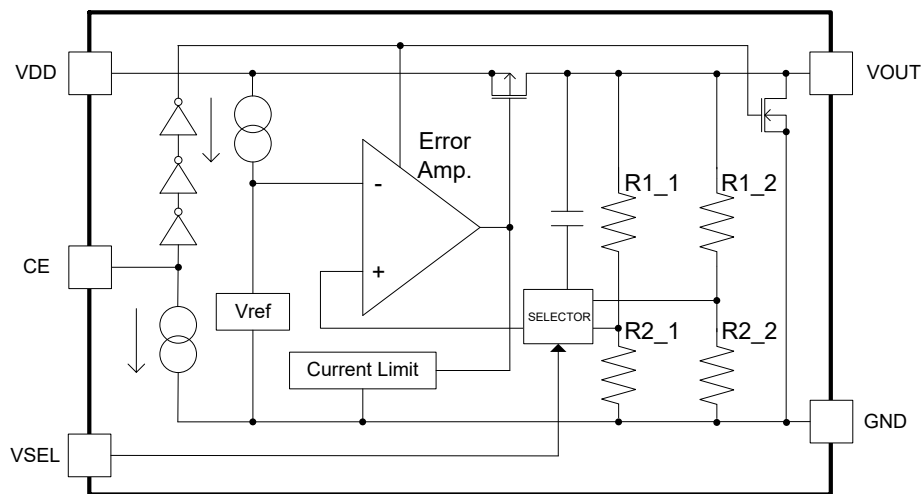 VDD
VOUT
Error
Amp.
-
R1_1
R1_2
CE
+
Vref
SELECTOR
R2_1
R2_2
Current Limit
GND
VSEL